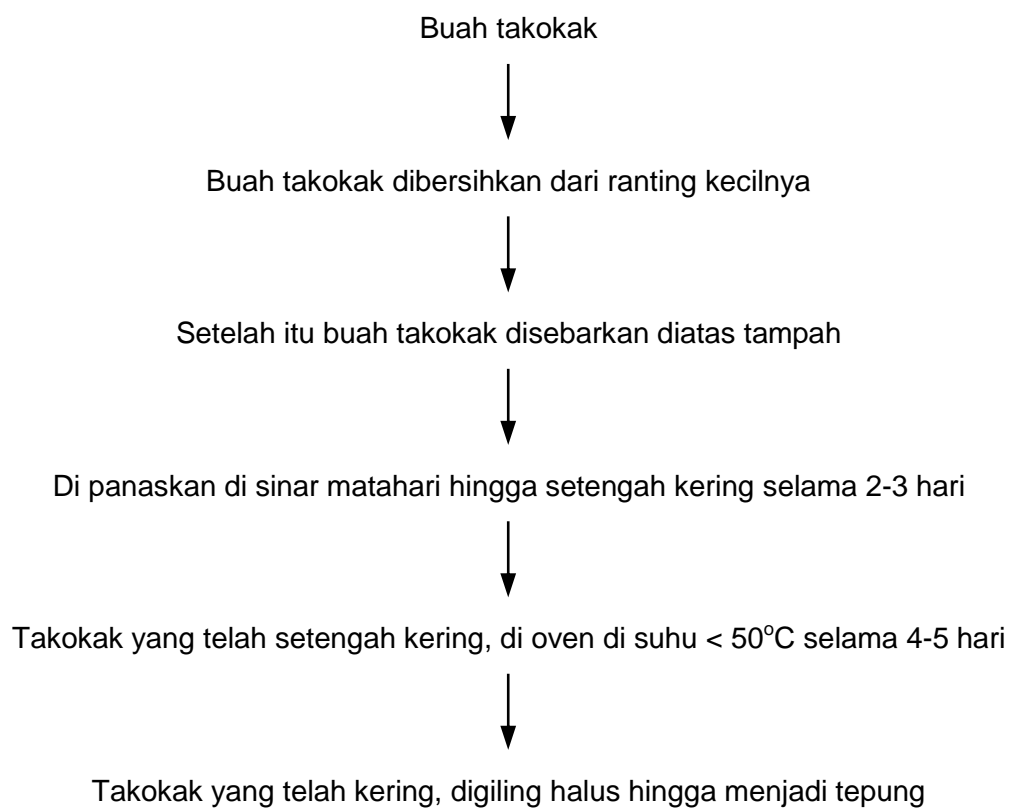 Buah takokak
Buah takokak dibersihkan dari ranting kecilnya
Setelah itu buah takokak disebarkan diatas tampah
Di panaskan di sinar matahari hingga setengah kering selama 2-3 hari
Takokak yang telah setengah kering, di oven di suhu < 50°C selama 4-5 hari
Takokak yang telah kering, digiling halus hingga menjadi tepung